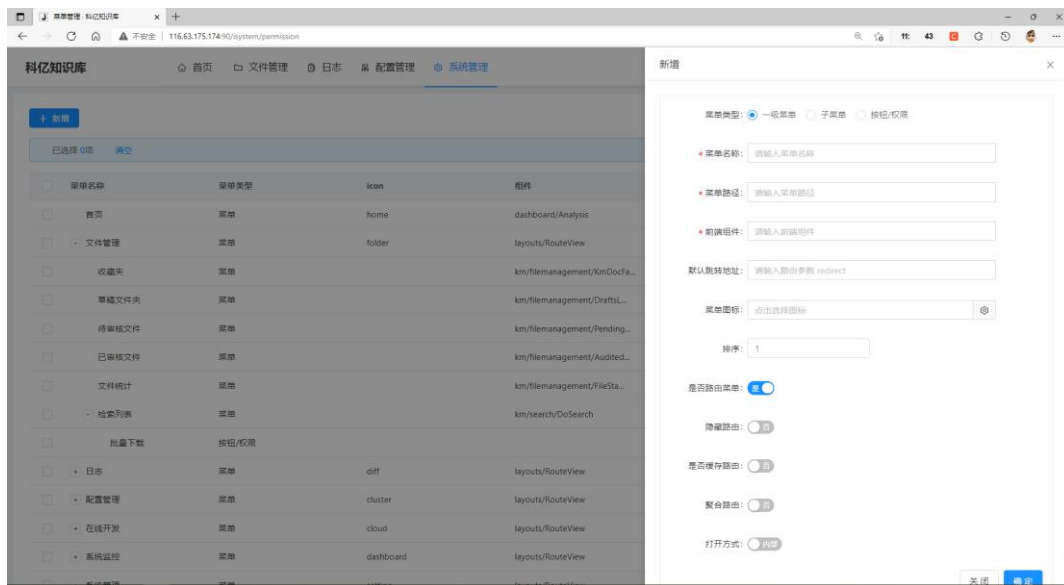 菜单管理 - 科亿知识库
不安全 | 116.63.175.174:90/isystem/permission
11: 43
科亿知识库 首页 文件管理 日志 配置管理 系统管理
+ 新增
已选择 0项 清空
菜单名称 菜单类型 icon 组件
首页 菜单 home dashboard/Analysis
- 文件管理 菜单 folder layouts/RouteView
收藏夹 菜单 km/filemanagement/KmDocFa...
草稿文件夹 菜单 km/filemanagement/DraftsL...
待审核文件 菜单 km/filemanagement/Pending...
已审核文件 菜单 km/filemanagement/Audited...
文件统计 菜单 km/filemanagement/FileSta...
- 检索列表 菜单 km/search/DoSearch
批量下载 按钮/权限
+ 日志 菜单 diff layouts/RouteView
+ 配置管理 菜单 cluster layouts/RouteView
+ 在线开发 菜单 cloud layouts/RouteView
+ 系统监控 菜单 dashboard layouts/RouteView
新增
菜单类型: 一级菜单 子菜单 按钮/权限
* 菜单名称: 请输入菜单名称
* 菜单路径: 请输入菜单路径
* 前端组件: 请输入前端组件
默认跳转地址: 请输入路由参数 redirect
菜单图标: 点击选择图标
排序: 1
是否路由菜单: 是
隐藏路由: 否
是否缓存路由: 否
聚合路由: 否
打开方式: 内部
关闭 确定